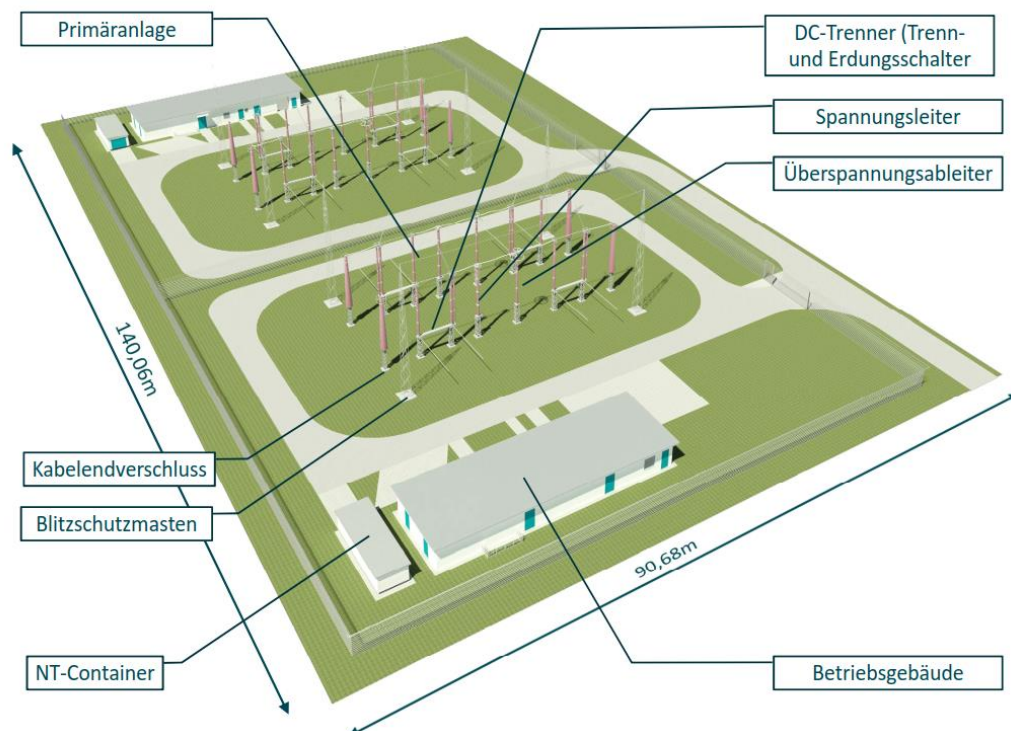 Primäranlage
DC-Trenner (Trenn-
und Erdungsschalter
Spannungsleiter
Überspannungsableiter
140,06m
Kabelendverschluss
Blitzschutzmasten
90,68m
NT-Container
Betriebsgebäude